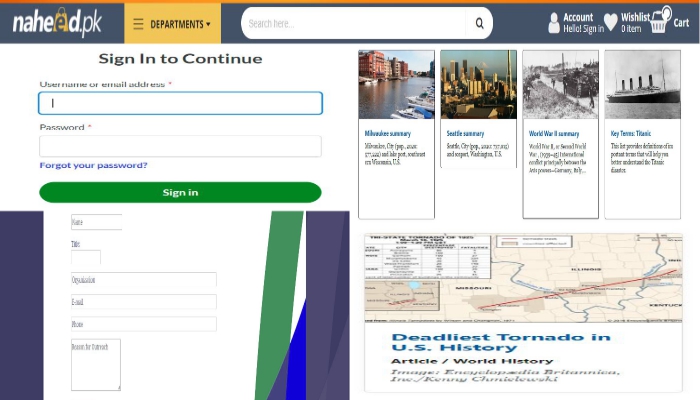 naheed.pk
DEPARTMENTS
Search here...
Account
Hello! Sign in
Wishlist
0 item
0
Cart
Sign In to Continue
Username or email address *
Password *
Forgot your password?
Sign in
Milwaukee summary
Milwaukee, City (pop., 2020:
577,222) and lake port, southeast
ern Wisconsin, U.S.
Seattle summary
Seattle, City (pop., 2020: 737,015)
and seaport, Washington, U.S.
World War II summary
World War II, or Second World
War, (1939–45) International
conflict principally between the
Axis powers—Germany, Italy,...
Key Terms: Titanic
This list provides definitions of im
portant terms that will help you
better understand the Titanic
disaster.
Name
Title:
Organization
E-mail
Phone
Reason for Outreach
TRI-STATE TORNADO OF 1925
ILLINOIS
MISSOURI
KENTUCK
Deadliest Tornado in
U.S. History
Article / World History
Image: Encyclopædia Britannica,
Inc./Kenny Chmielewski